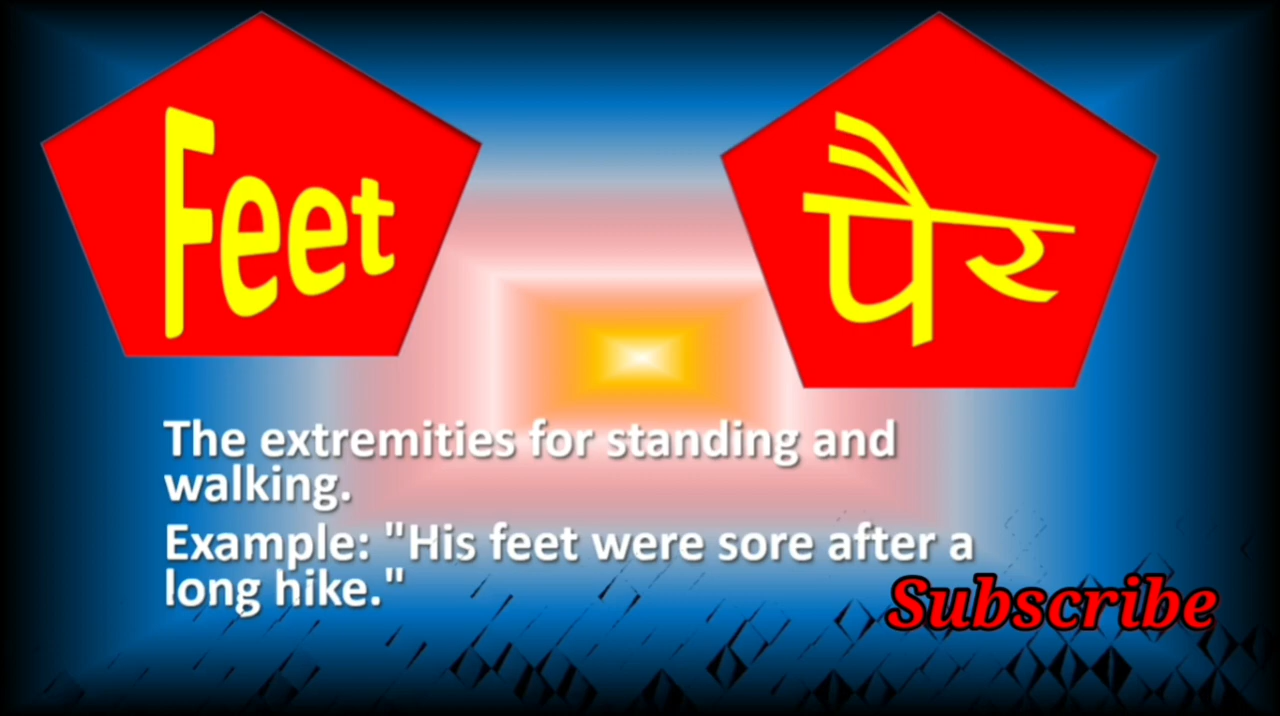 Feet
पैर
The extremities for standing and
walking.
Example: "His feet were sore after a
long hike."
Subscribe